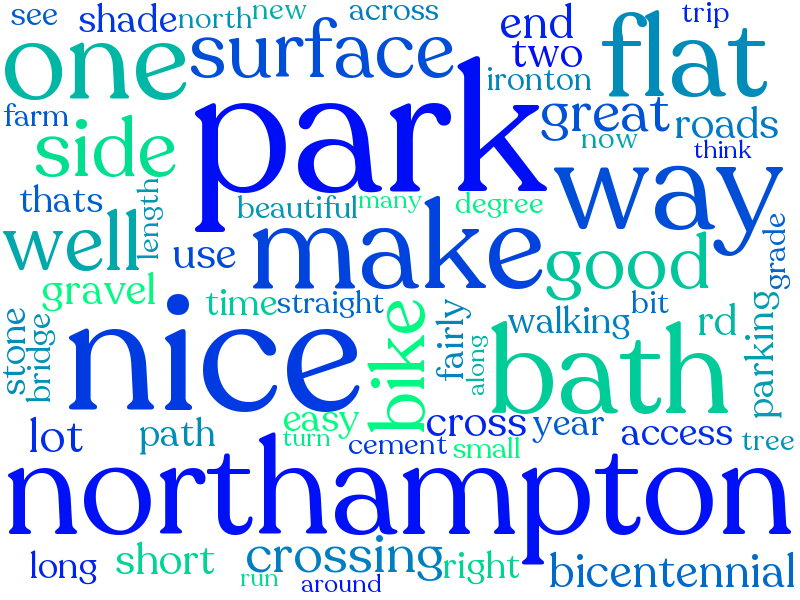 see
shade
north
new
across
end
trip
one
surface
two
flat
ironton
farm
park
great
roads
side
now
think
way
thats
length
beautiful
many
degree
well
use
make
good
grade
gravel
time
straight
bike
fairly
walking
bit
rd
parking
stone
bridge
nice
along
bath
lot
path
easy
turn
cross
year
access
tree
cement
small
northampton
long
short
crossing
right
bicentennial
run
around